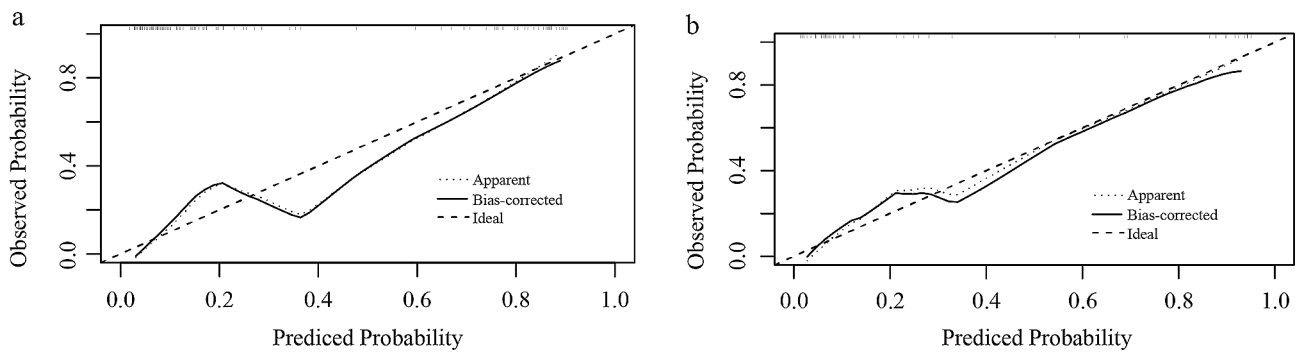 a
Observed Probability
0.8
0.4
0.0
Apparent
Bias-corrected
Ideal
0.0 0.2 0.4 0.6 0.8 1.0
Prediced Probability
b
Observed Probability
0.8
0.4
0.0
Apparent
Bias-corrected
Ideal
0.0 0.2 0.4 0.6 0.8 1.0
Prediced Probability